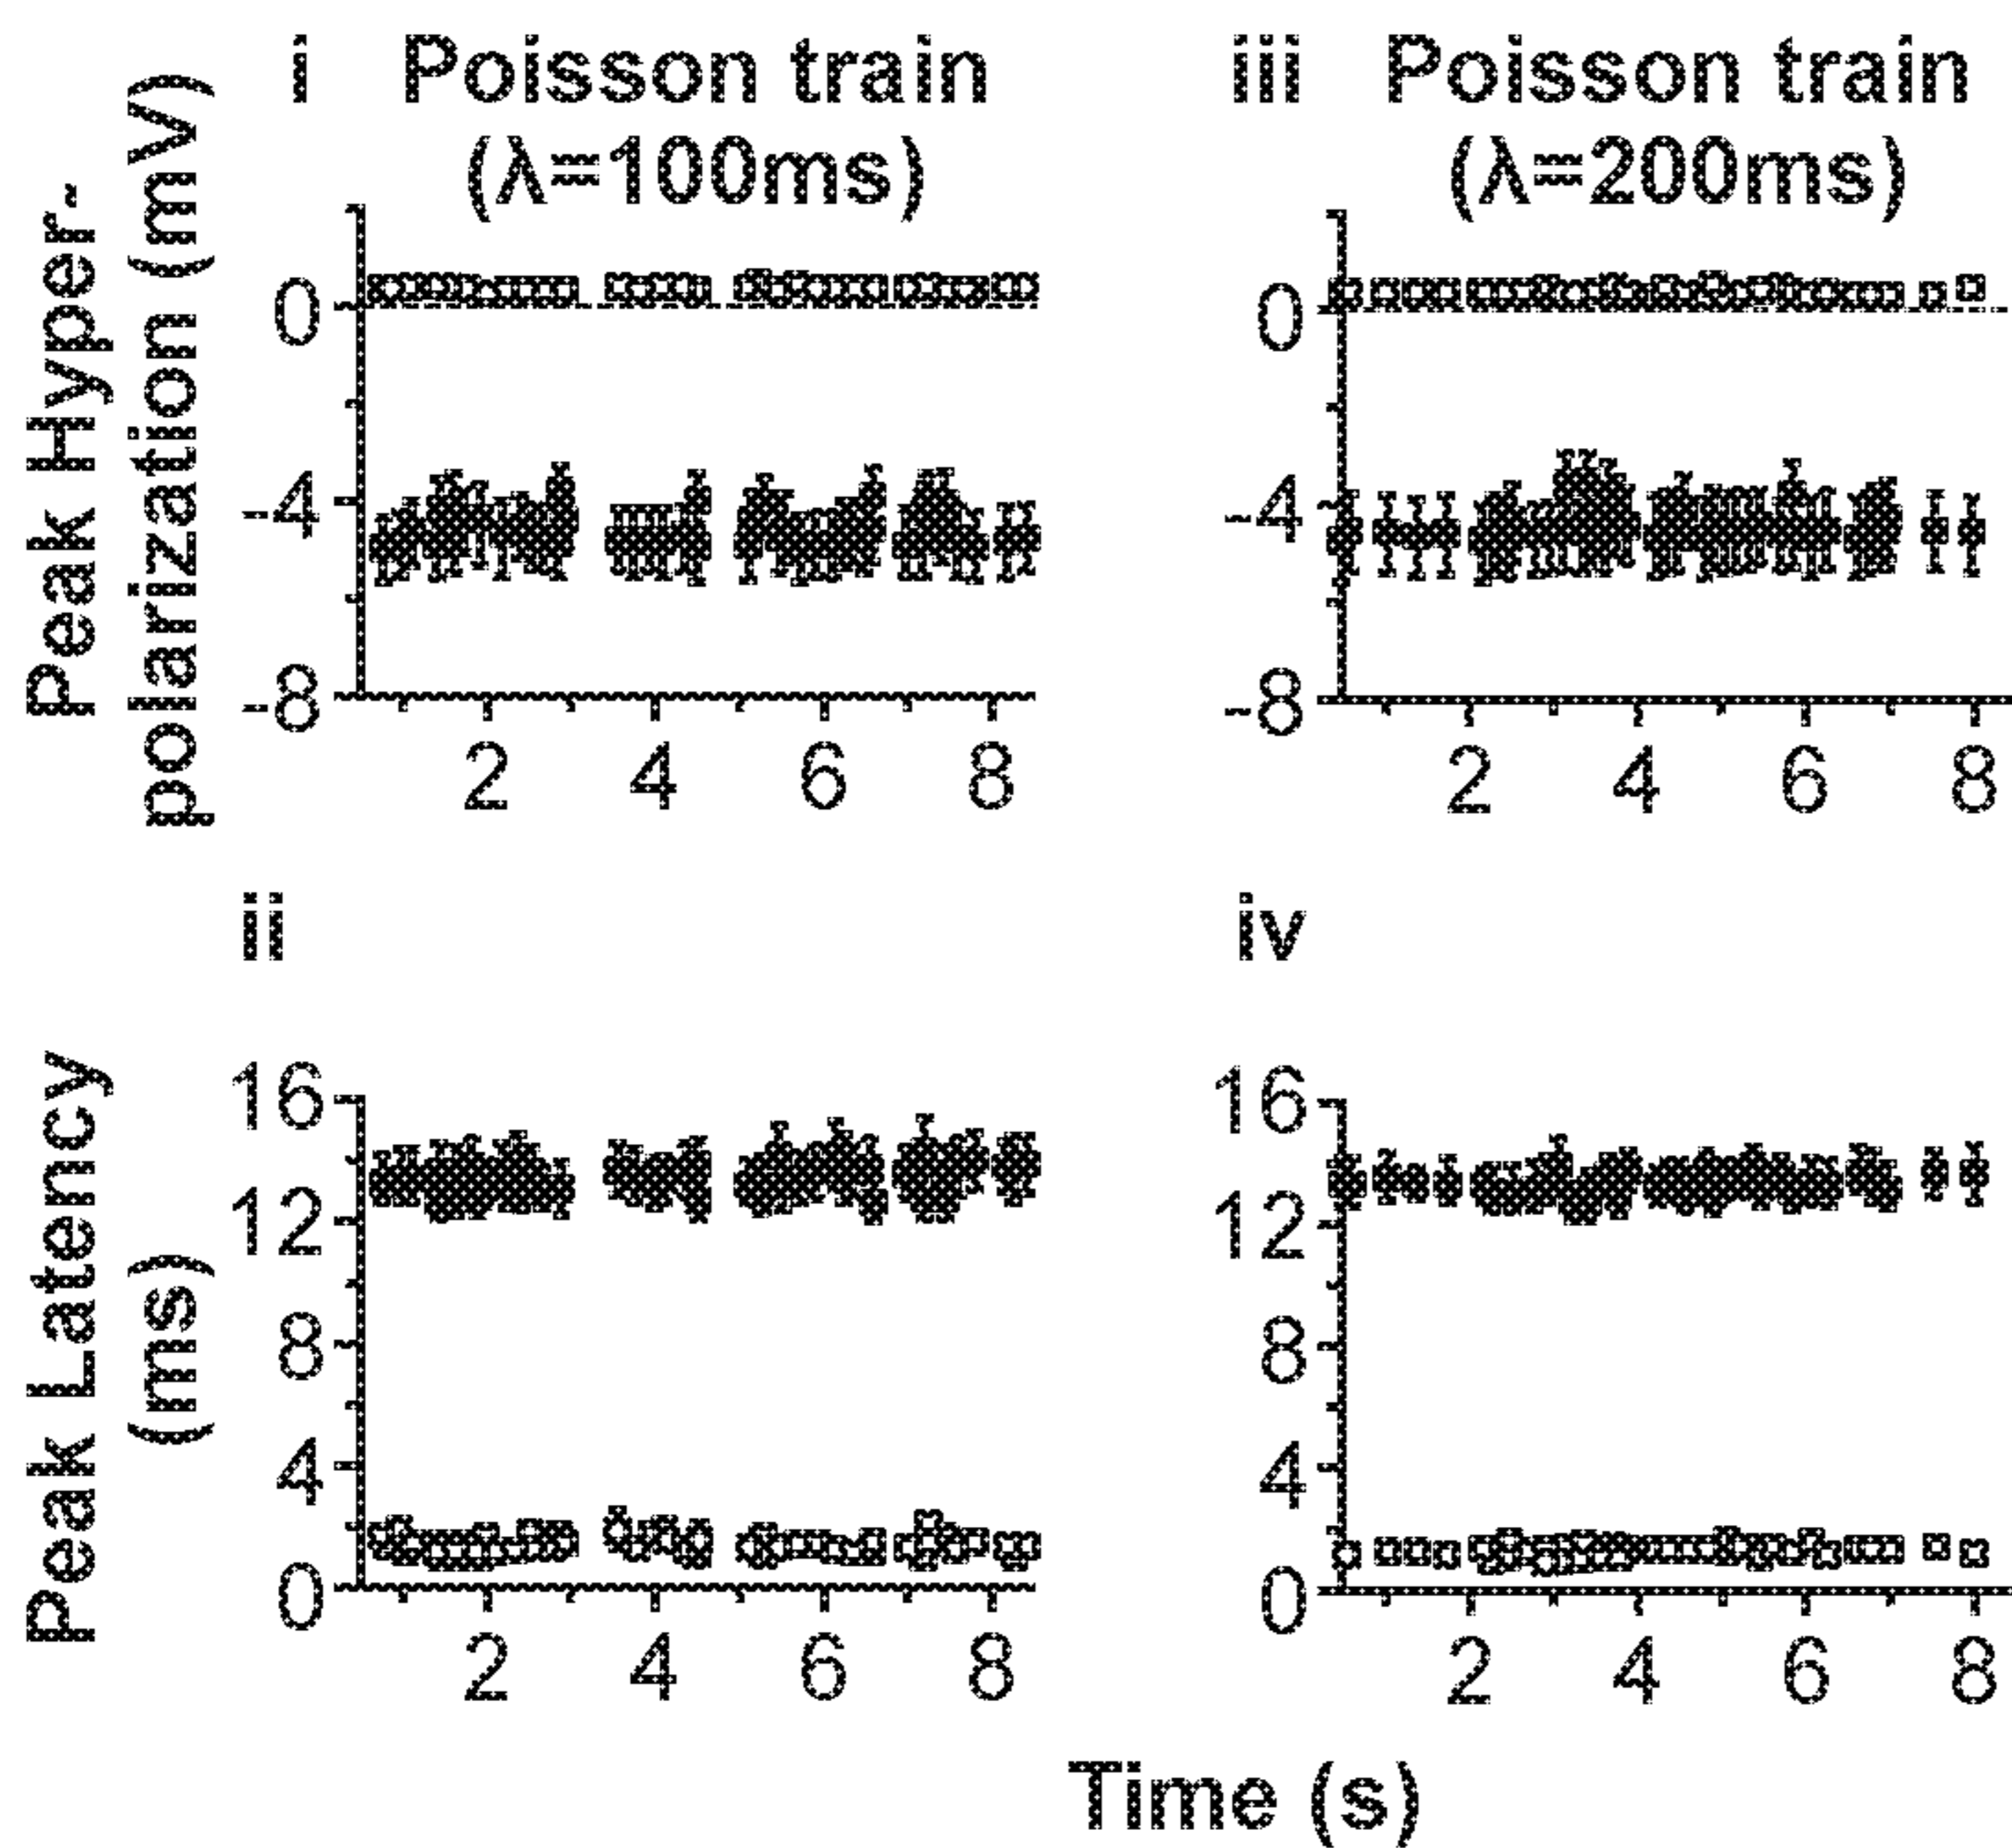 i Poisson train
(λ=100ms)
iii Poisson train
(λ=200ms)
Peak Hyper-
polarization (mV)
0
-4
-8
2 4 6 8
0
-4
-8
2 4 6 8
ii
iv
Peak Latency
(ms)
16
12
8
4
0
2 4 6 8
16
12
8
4
0
2 4 6 8
Time (s)